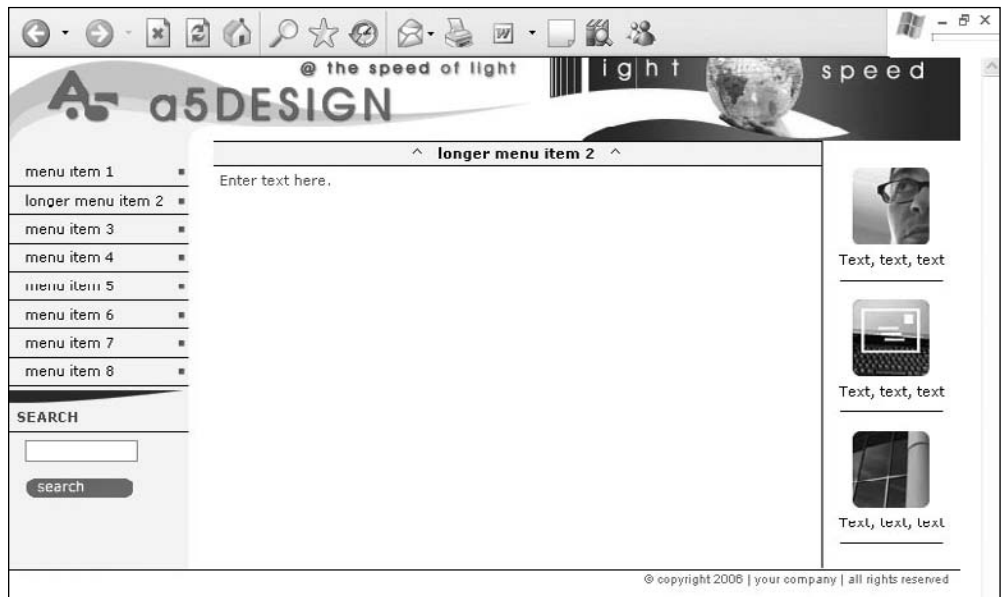 @ the speed of light
light speed
A5 a5DESIGN
^ longer menu item 2 ^
Enter text here.
menu item 1
longer menu item 2
menu item 3
menu item 4
menu item 5
menu item 6
menu item 7
menu item 8
SEARCH
search
Text, text, text
Text, text, text
Text, text, text
© copyright 2006 | your company | all rights reserved